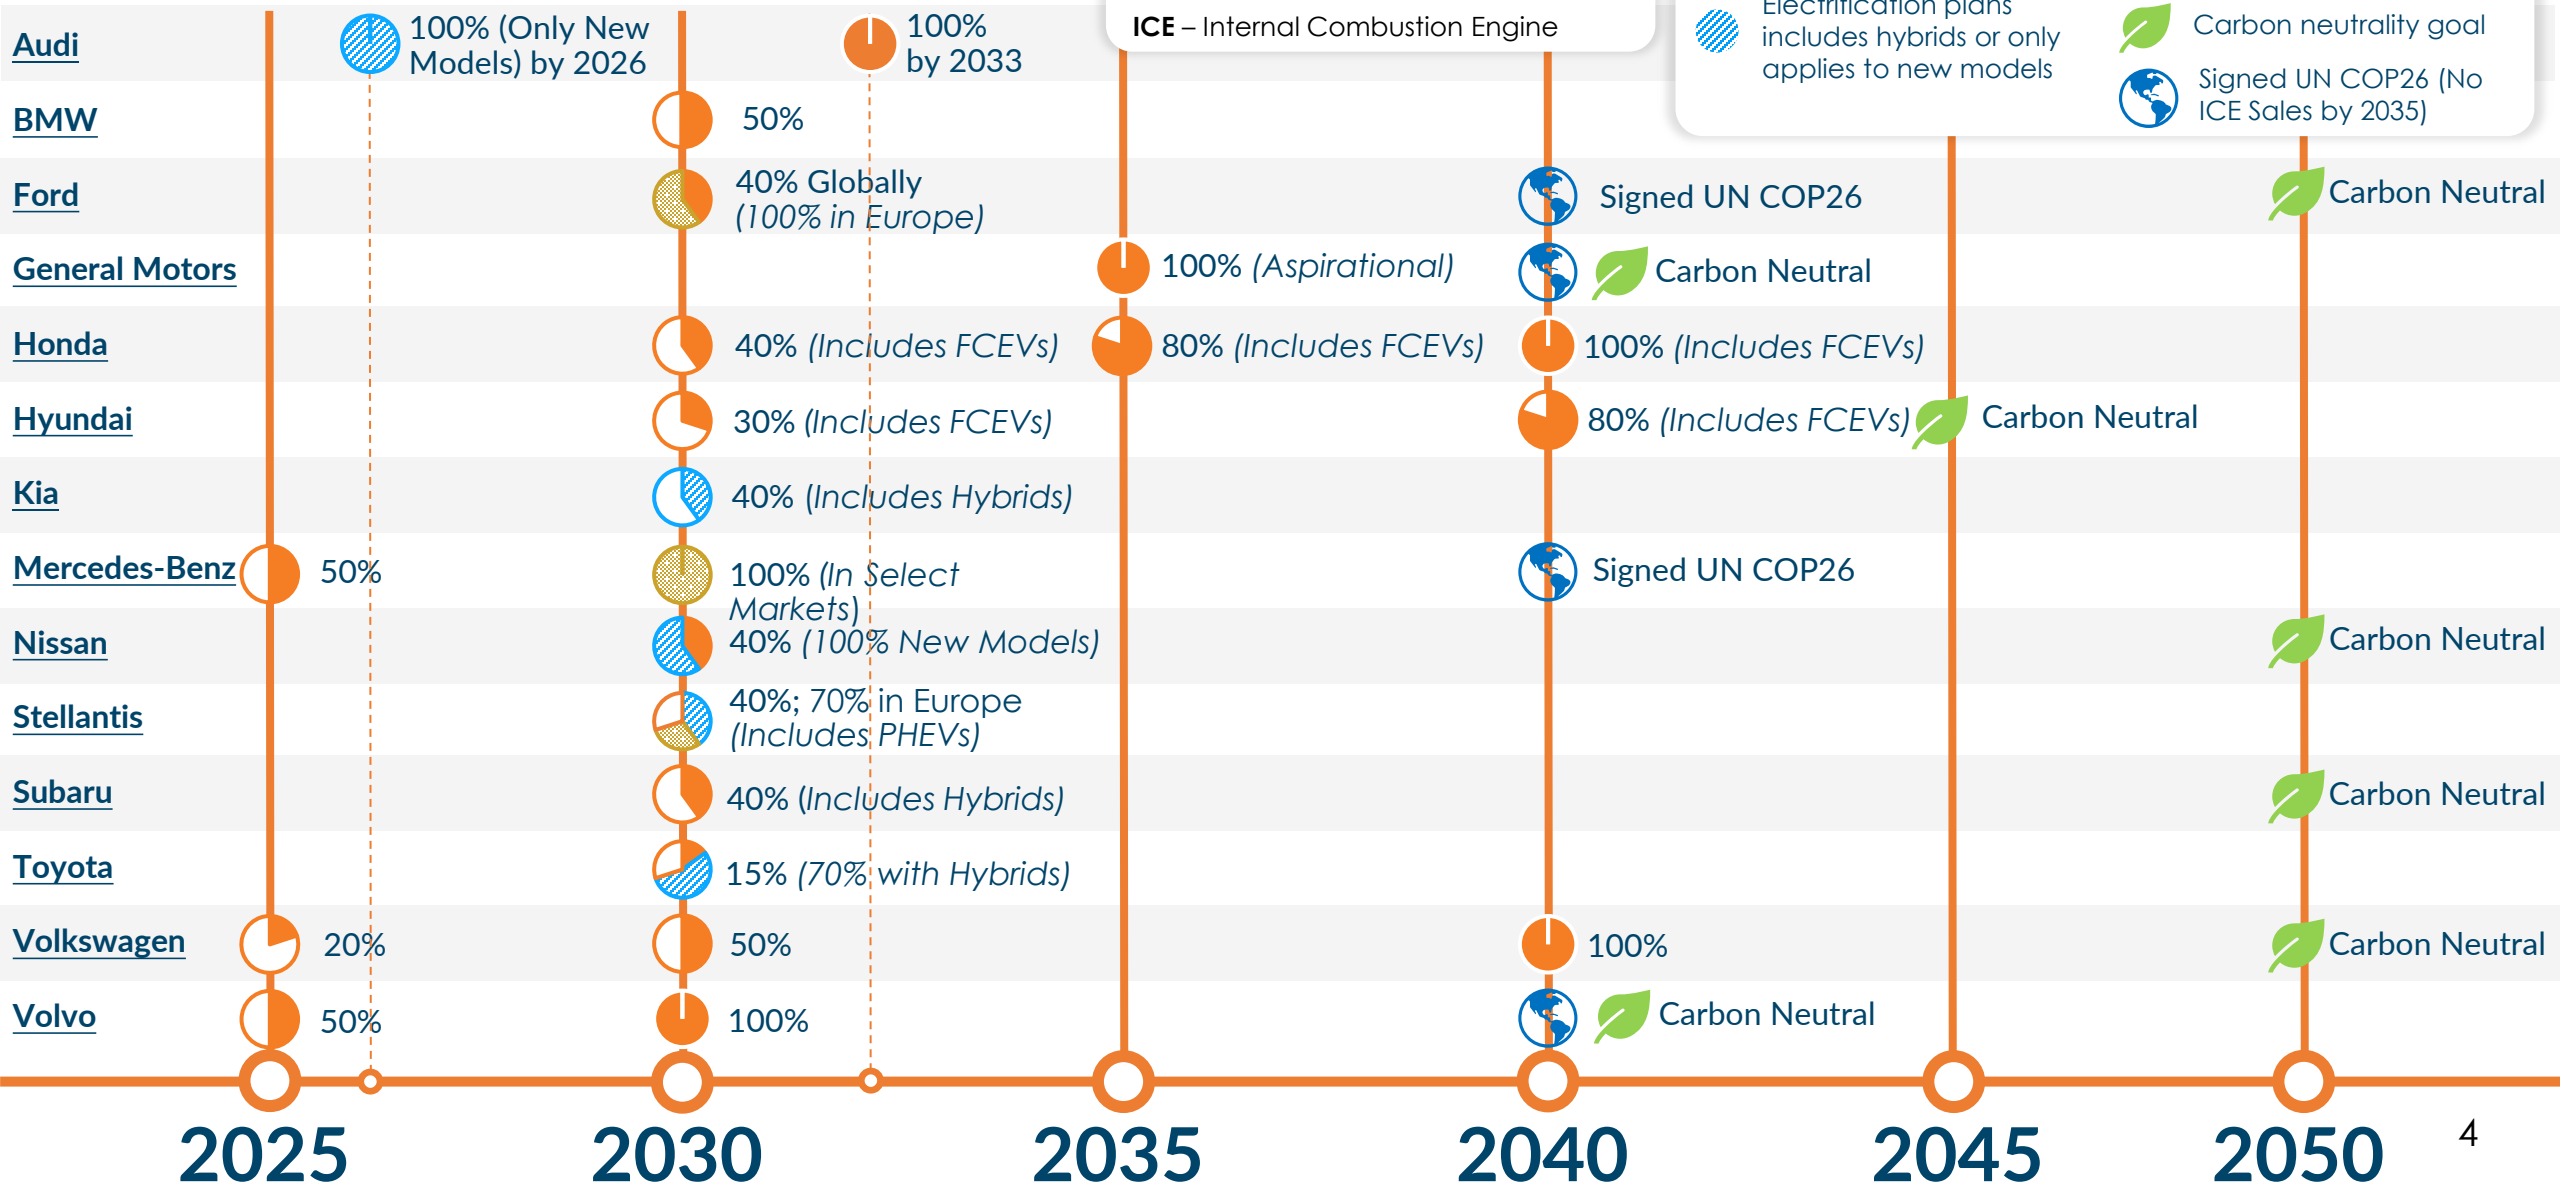 ICE – Internal Combustion Engine
Electrification plans
includes hybrids or only
applies to new models
Carbon neutrality goal
Signed UN COP26 (No
ICE Sales by 2035)
Audi
100% (Only New
Models) by 2026
100%
by 2033
BMW
50%
Ford
40% Globally
(100% in Europe)
Signed UN COP26
Carbon Neutral
General Motors
100% (Aspirational)
Carbon Neutral
Honda
40% (Includes FCEVs)
80% (Includes FCEVs)
100% (Includes FCEVs)
Hyundai
30% (Includes FCEVs)
80% (Includes FCEVs)
Carbon Neutral
Kia
40% (Includes Hybrids)
Mercedes-Benz
50%
100% (In Select
Markets)
Signed UN COP26
Nissan
40% (100% New Models)
Carbon Neutral
Stellantis
40%; 70% in Europe
(Includes PHEVs)
Subaru
40% (Includes Hybrids)
Carbon Neutral
Toyota
15% (70% with Hybrids)
Volkswagen
20%
50%
100%
Carbon Neutral
Volvo
50%
100%
Carbon Neutral
2025
2030
2035
2040
2045
2050
4